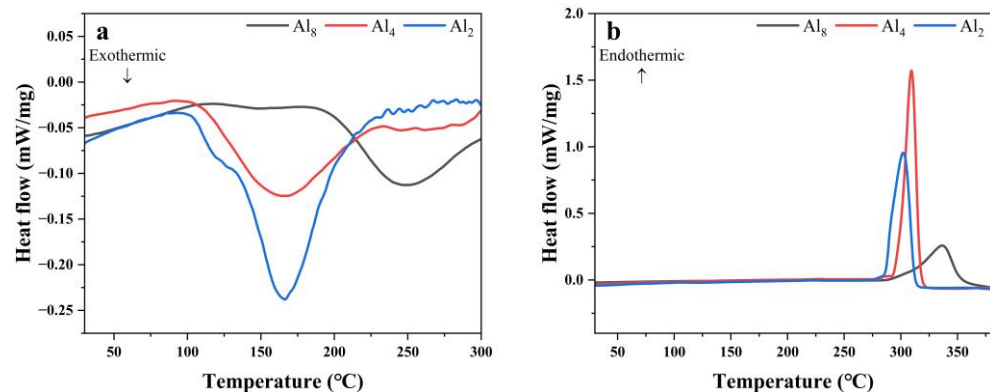 a
Al₈ Al₄ Al₂
Exothermic
↓
0.05
0.00
−0.05
−0.10
−0.15
−0.20
−0.25
Heat flow (mW/mg)
50 100 150 200 250 300
Temperature (℃)
b
Al₈ Al₄ Al₂
Endothermic
↑
2.0
1.5
1.0
0.5
0.0
Heat flow (mW/mg)
50 100 150 200 250 300 350
Temperature (℃)